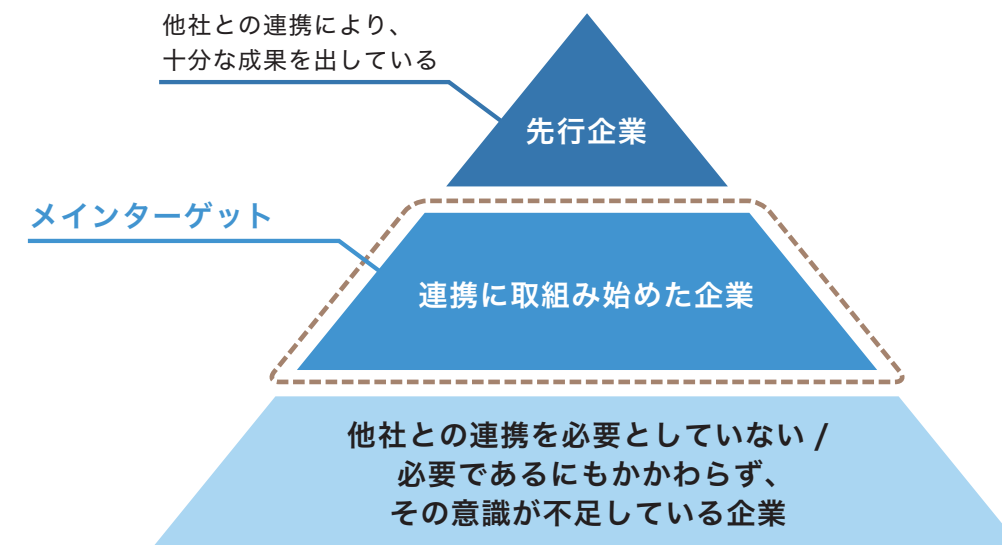 他社との連携により、
十分な成果を出している
先行企業
メインターゲット
連携に取組み始めた企業
他社との連携を必要としていない /
必要であるにもかかわらず、
その意識が不足している企業